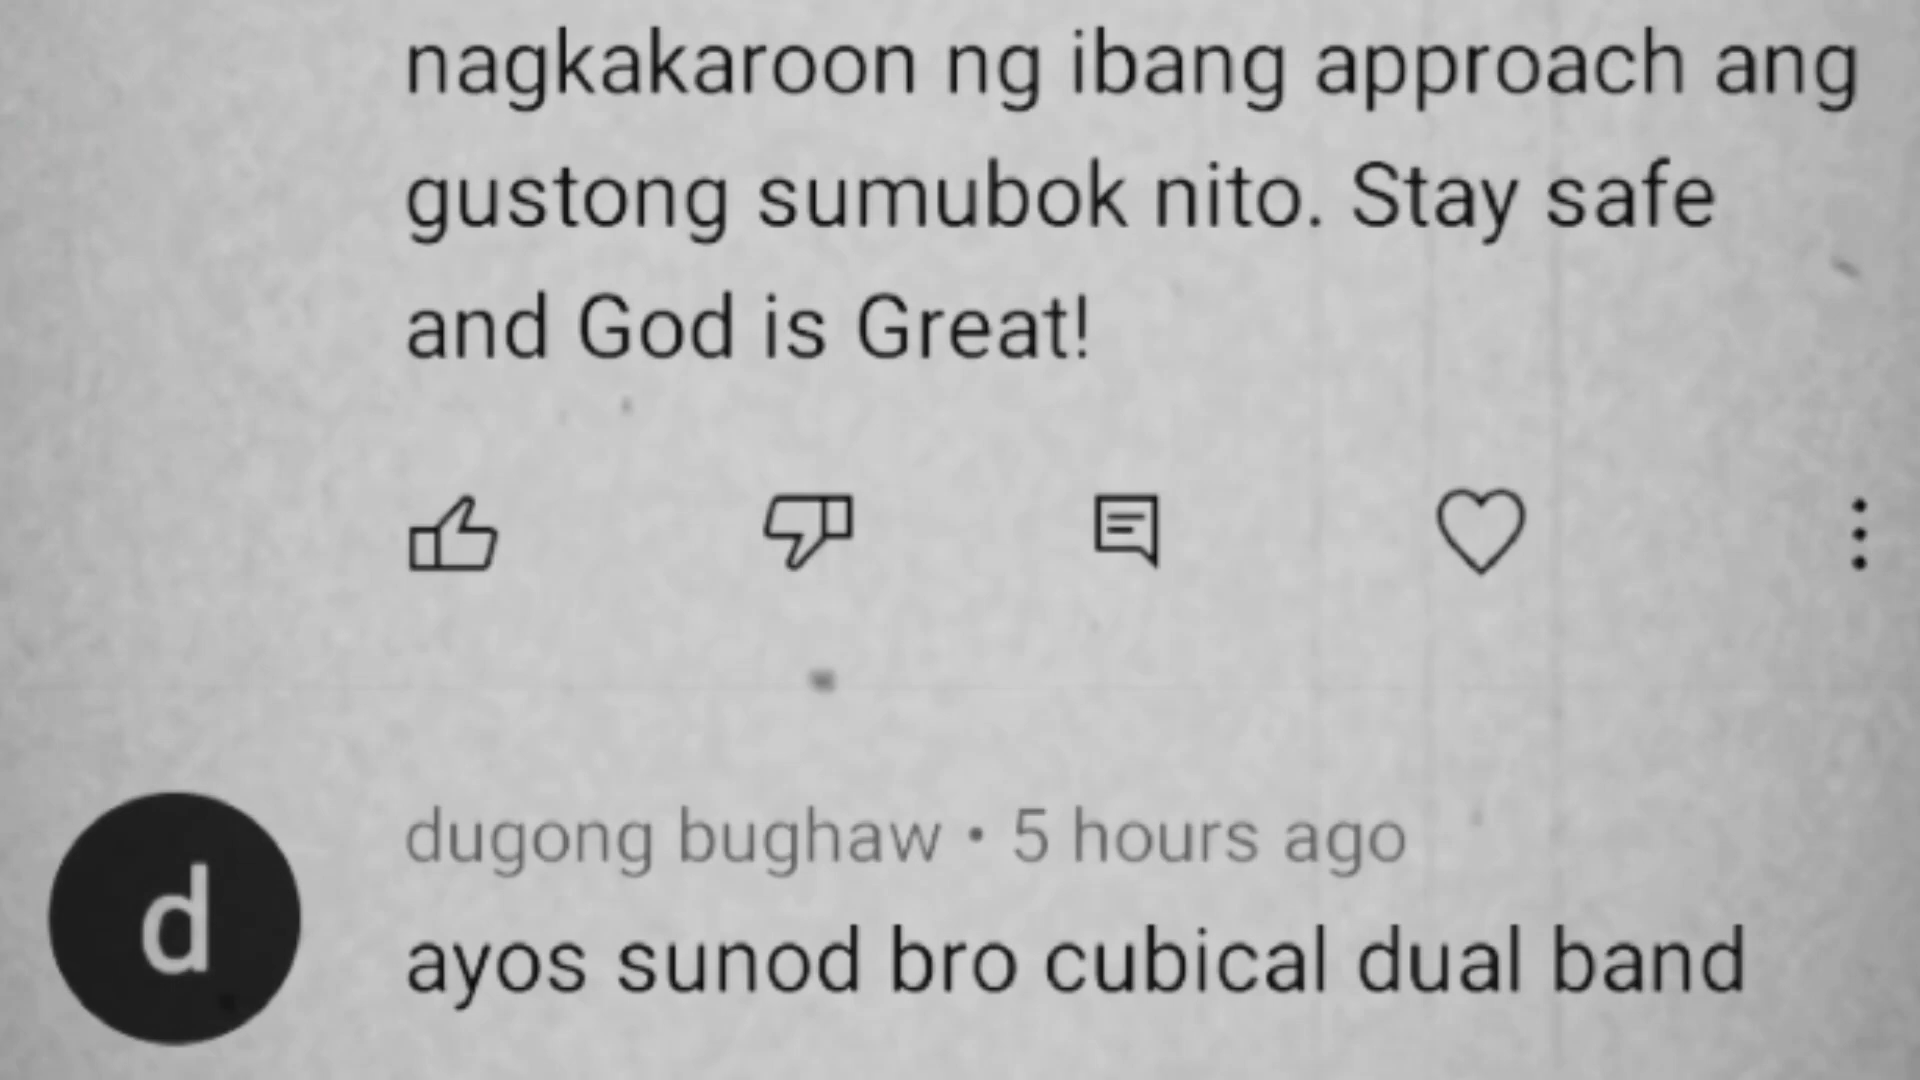 nagkakaroon ng ibang approach ang
gustong sumubok nito. Stay safe
and God is Great!
d
dugong bughaw • 5 hours ago
ayos sunod bro cubical dual band